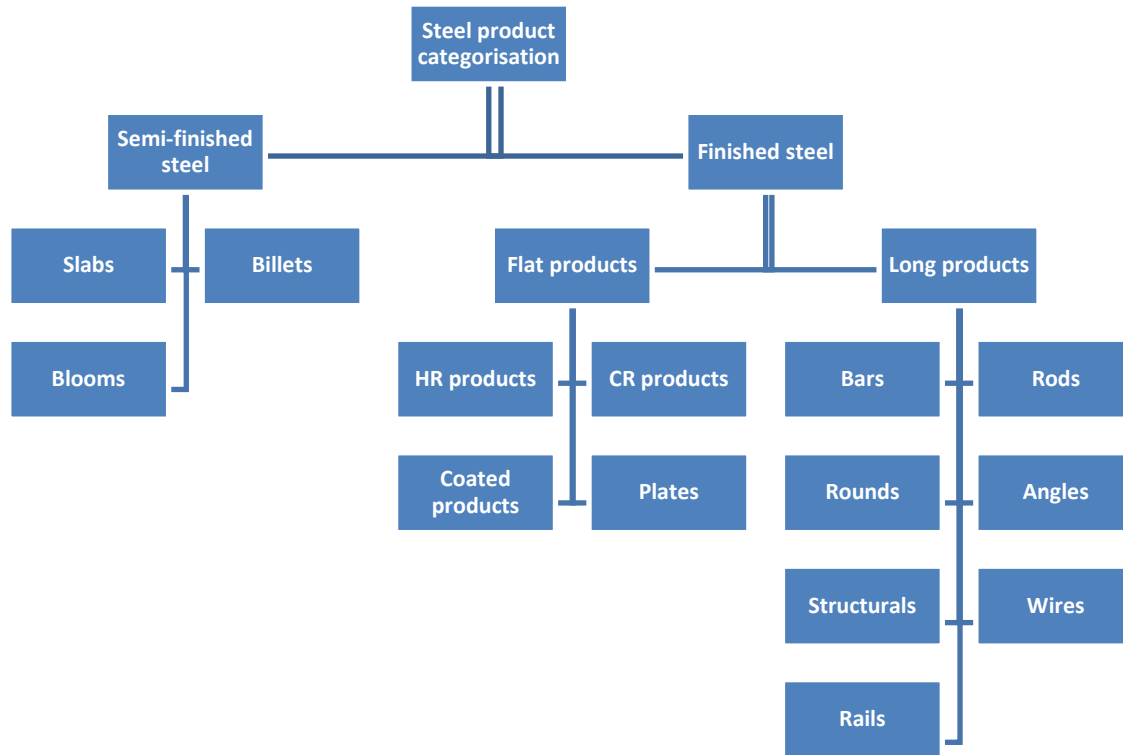 Steel product
categorisation
Semi-finished
steel
Finished steel
Slabs
Billets
Flat products
Long products
Blooms
HR products
CR products
Bars
Rods
Coated
products
Plates
Rounds
Angles
Structurals
Wires
Rails